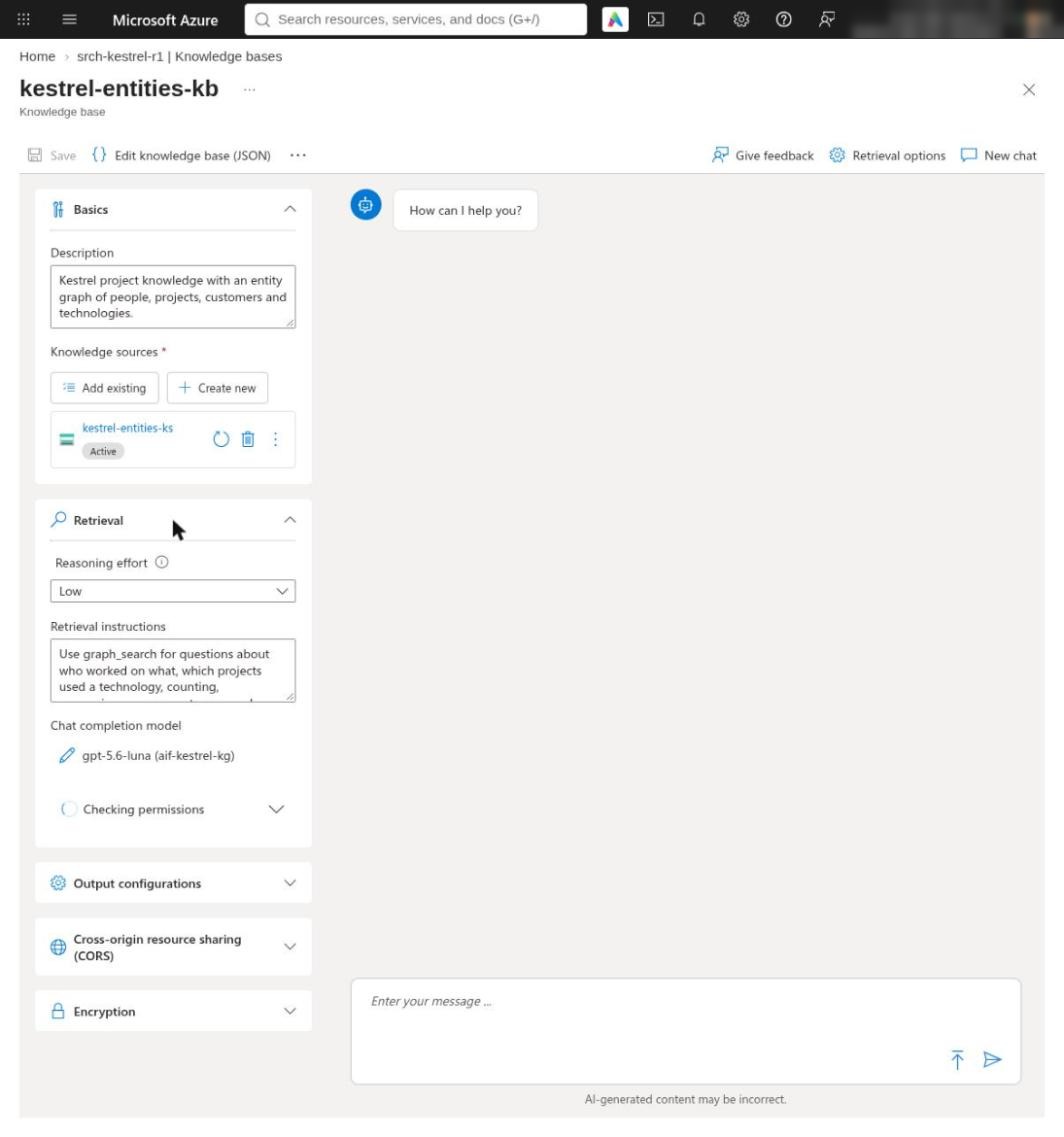 Microsoft Azure
Search resources, services, and docs (G+/)
Home > srch-kestrel-r1 | Knowledge bases
kestrel-entities-kb ...
Knowledge base
Save
{} Edit knowledge base (JSON)
Give feedback
Retrieval options
New chat
Basics
Description
Kestrel project knowledge with an entity
graph of people, projects, customers and
technologies.
Knowledge sources *
Add existing
Create new
kestrel-entities-ks
Active
Retrieval
Reasoning effort
Low
Retrieval instructions
Use graph_search for questions about
who worked on what, which projects
used a technology, counting,
Chat completion model
gpt-5.6-luna (aif-kestrel-kg)
Checking permissions
Output configurations
Cross-origin resource sharing
(CORS)
Encryption
How can I help you?
Enter your message ...
AI-generated content may be incorrect.